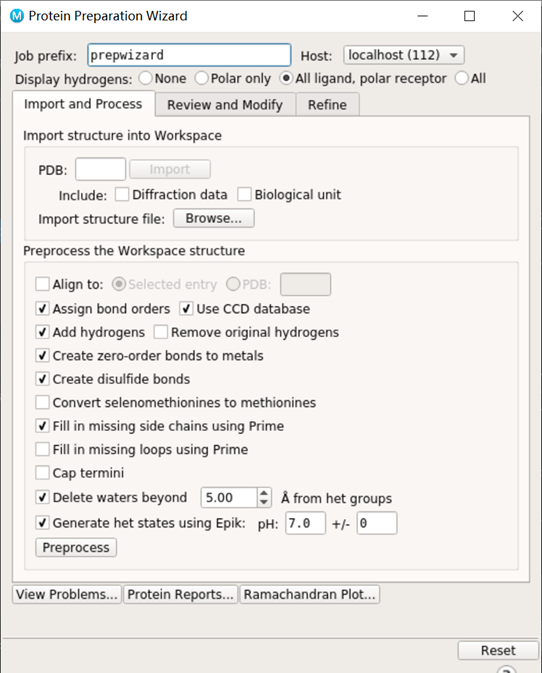 Protein Preparation Wizard
Job prefix: prepwizard Host: localhost (112)
Display hydrogens: None Polar only All ligand, polar receptor All
Import and Process Review and Modify Refine
Import structure into Workspace
PDB: Import
Include: Diffraction data Biological unit
Import structure file: Browse...
Preprocess the Workspace structure
Align to: Selected entry PDB:
Assign bond orders Use CCD database
Add hydrogens Remove original hydrogens
Create zero-order bonds to metals
Create disulfide bonds
Convert selenomethionines to methionines
Fill in missing side chains using Prime
Fill in missing loops using Prime
Cap termini
Delete waters beyond 5.00 Å from het groups
Generate het states using Epik: pH: 7.0 +/- 0
Preprocess
View Problems... Protein Reports... Ramachandran Plot...
Reset